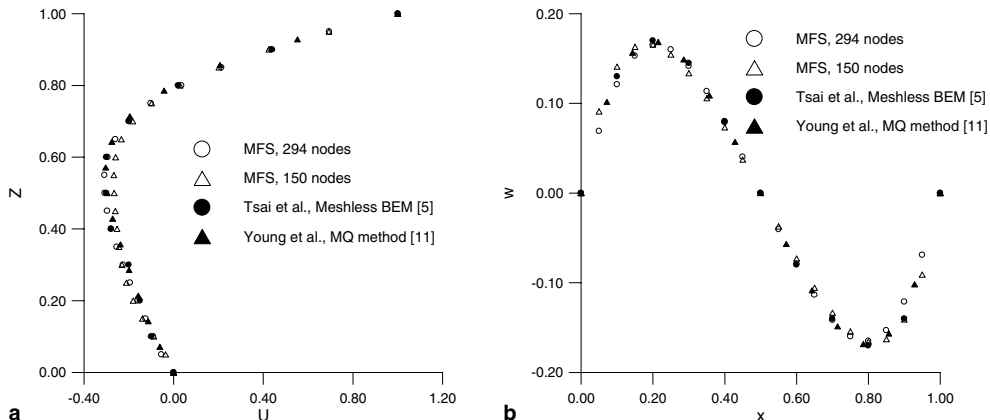 1.00
0.80
0.60
0.40
0.20
0.00
Z
-0.40
0.00
0.40
0.80
1.20
U
MFS, 294 nodes
MFS, 150 nodes
Tsai et al., Meshless BEM [5]
Young et al., MQ method [11]
a
0.20
0.10
0.00
-0.10
-0.20
w
0.00
0.20
0.40
0.60
0.80
1.00
x
MFS, 294 nodes
MFS, 150 nodes
Tsai et al., Meshless BEM [5]
Young et al., MQ method [11]
b